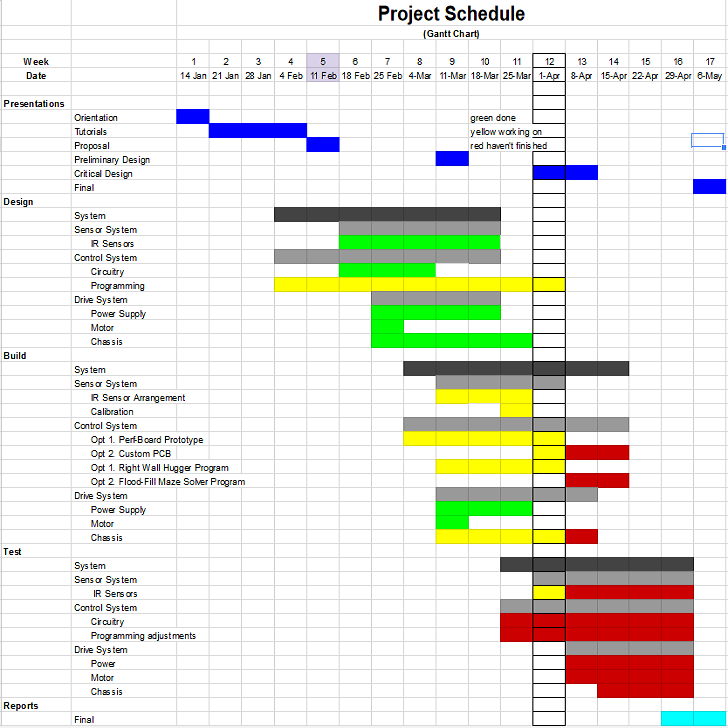 Project Schedule
(Gantt Chart)
Week 1 2 3 4 5 6 7 8 9 10 11 12 13 14 15 16 17
Date 14 Jan 21 Jan 28 Jan 4 Feb 11 Feb 18 Feb 25 Feb 4-Mar 11-Mar 18-Mar 25-Mar 1-Apr 8-Apr 15-Apr 22-Apr 29-Apr 6-May
Presentations
Orientation green done
Tutorials yellow working on
Proposal red haven't finished
Preliminary Design
Critical Design
Final
Design
System
Sensor System
IR Sensors
Control System
Circuitry
Programming
Drive System
Power Supply
Motor
Chassis
Build
System
Sensor System
IR Sensor Arrangement
Calibration
Control System
Opt 1. Perf-Board Prototype
Opt 2. Custom PCB
Opt 1. Right Wall Hugger Program
Opt 2. Flood-Fill Maze Solver Program
Drive System
Power Supply
Motor
Chassis
Test
System
Sensor System
IR Sensors
Control System
Circuitry
Programming adjustments
Drive System
Power
Motor
Chassis
Reports
Final